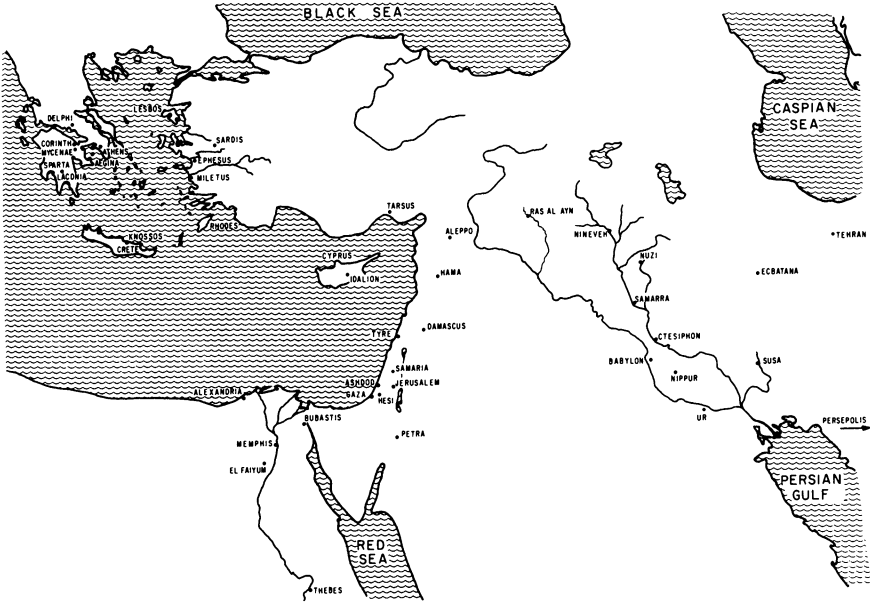 BLACK SEA
CASPIAN
SEA
LESBOS
DELPHI
SARDIS
CORINTH
ATHENS
MYCENAE
EPHESUS
AEGINA
SPARTA
LACONIA
MILETUS
TARSUS
RAS AL AYN
RHODES
ALEPPO
NINEVEH
TEHRAN
KNOSSOS
CRETE
CYPRUS
NUZI
HAMA
ECBATANA
IDALION
SAMARRA
DAMASCUS
TYRE
CTESIPHON
BABYLON
SUSA
SAMARIA
NIPPUR
ASHDOD
JERUSALEM
ALEXANDRIA
GAZA
HESI
UR
BUBASTIS
PERSEPOLIS
PETRA
MEMPHIS
EL FAIYUM
PERSIAN
GULF
RED
SEA
THEBES